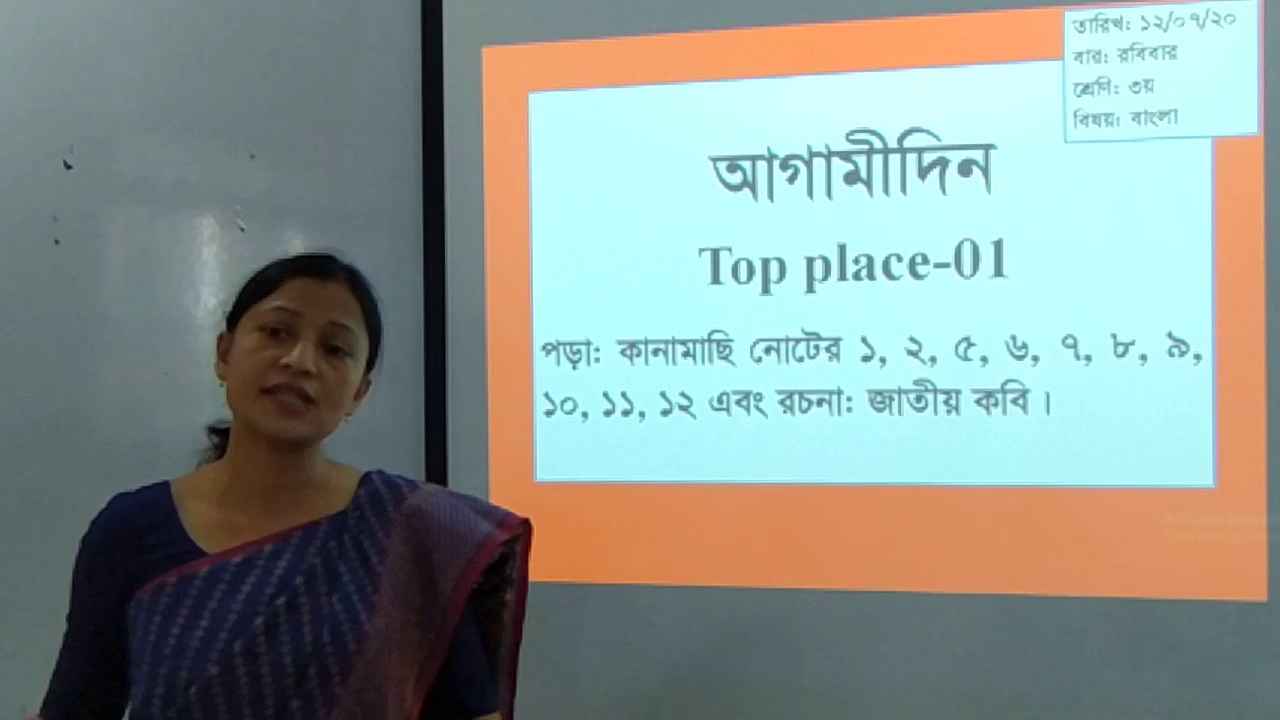 তারিখ: ১২/০৭/২০
বার: রবিবার
শ্রেণি: ৩য়
বিষয়: বাংলা
আগামীদিন
Top place-01
পড়া: কানামাছি নোটের ১, ২, ৫, ৬, ৭, ৮, ৯,
১০, ১১, ১২ এবং রচনাঃ জাতীয় কবি ।